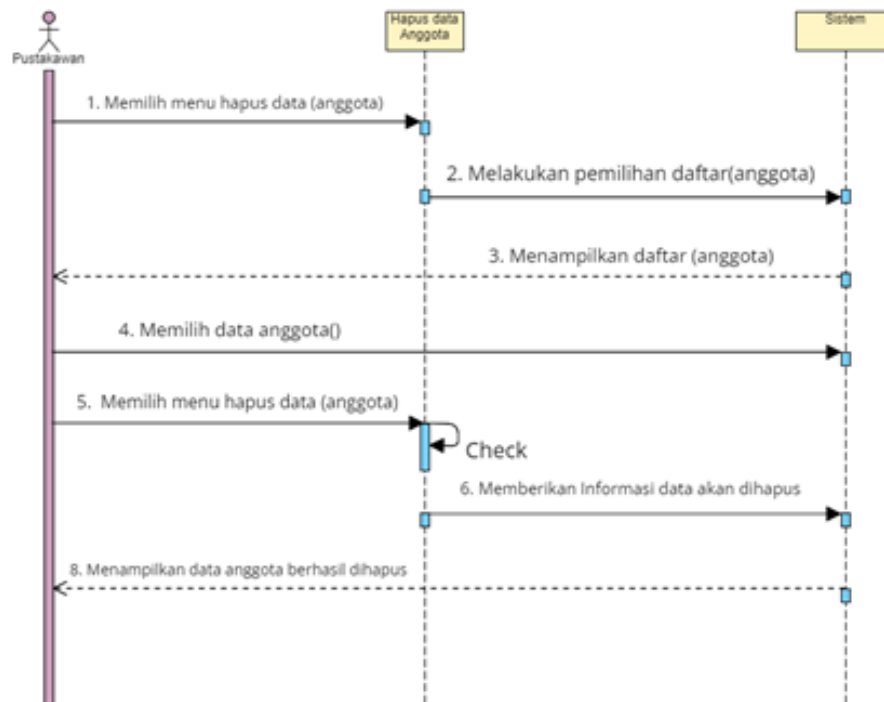 Hapus data
Anggota
Sistem
Pustakawan
1. Memilih menu hapus data (anggota)
2. Melakukan pemilihan daftar(anggota)
3. Menampilkan daftar (anggota)
4. Memilih data anggota()
5. Memilih menu hapus data (anggota)
Check
6. Memberikan Informasi data akan dihapus
8. Menampilkan data anggota berhasil dihapus